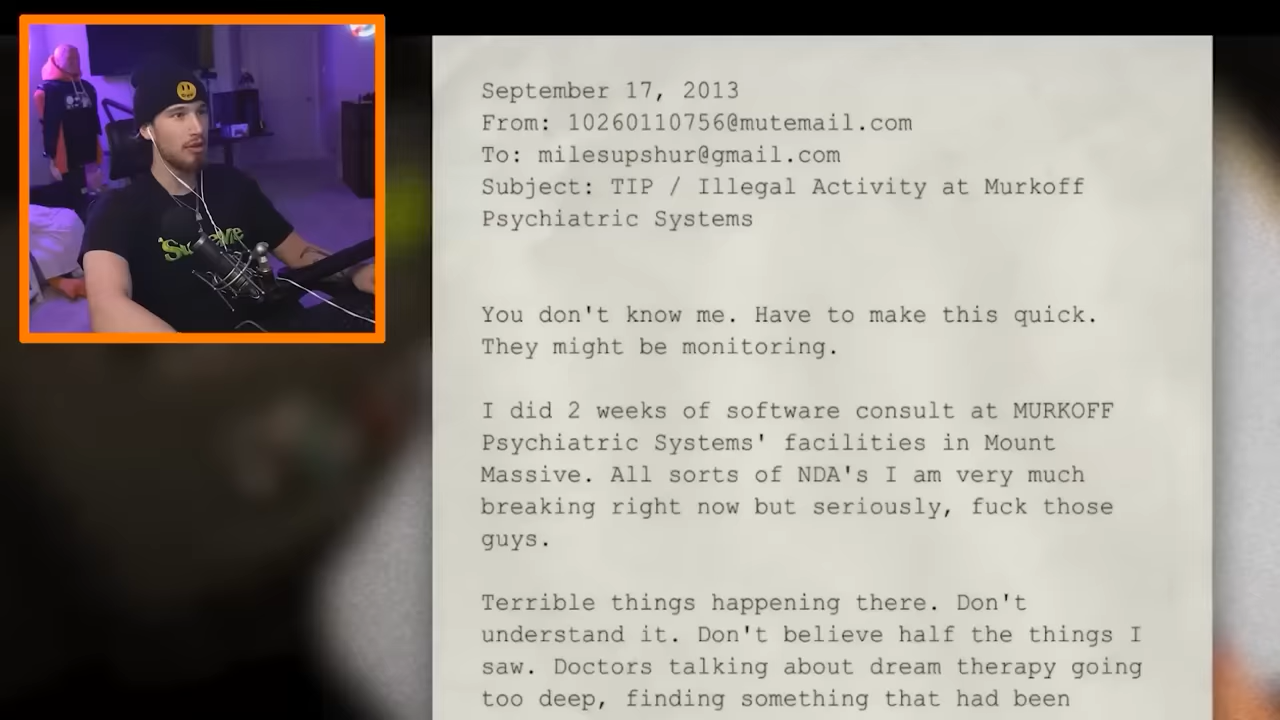 September 17, 2013
From: 10260110756@mutemail.com
To: milesupshur@gmail.com
Subject: TIP / Illegal Activity at Murkoff
Psychiatric Systems
You don't know me. Have to make this quick.
They might be monitoring.
I did 2 weeks of software consult at MURKOFF
Psychiatric Systems' facilities in Mount
Massive. All sorts of NDA's I am very much
breaking right now but seriously, fuck those
guys.
Terrible things happening there. Don't
understand it. Don't believe half the things I
saw. Doctors talking about dream therapy going
too deep, finding something that had been